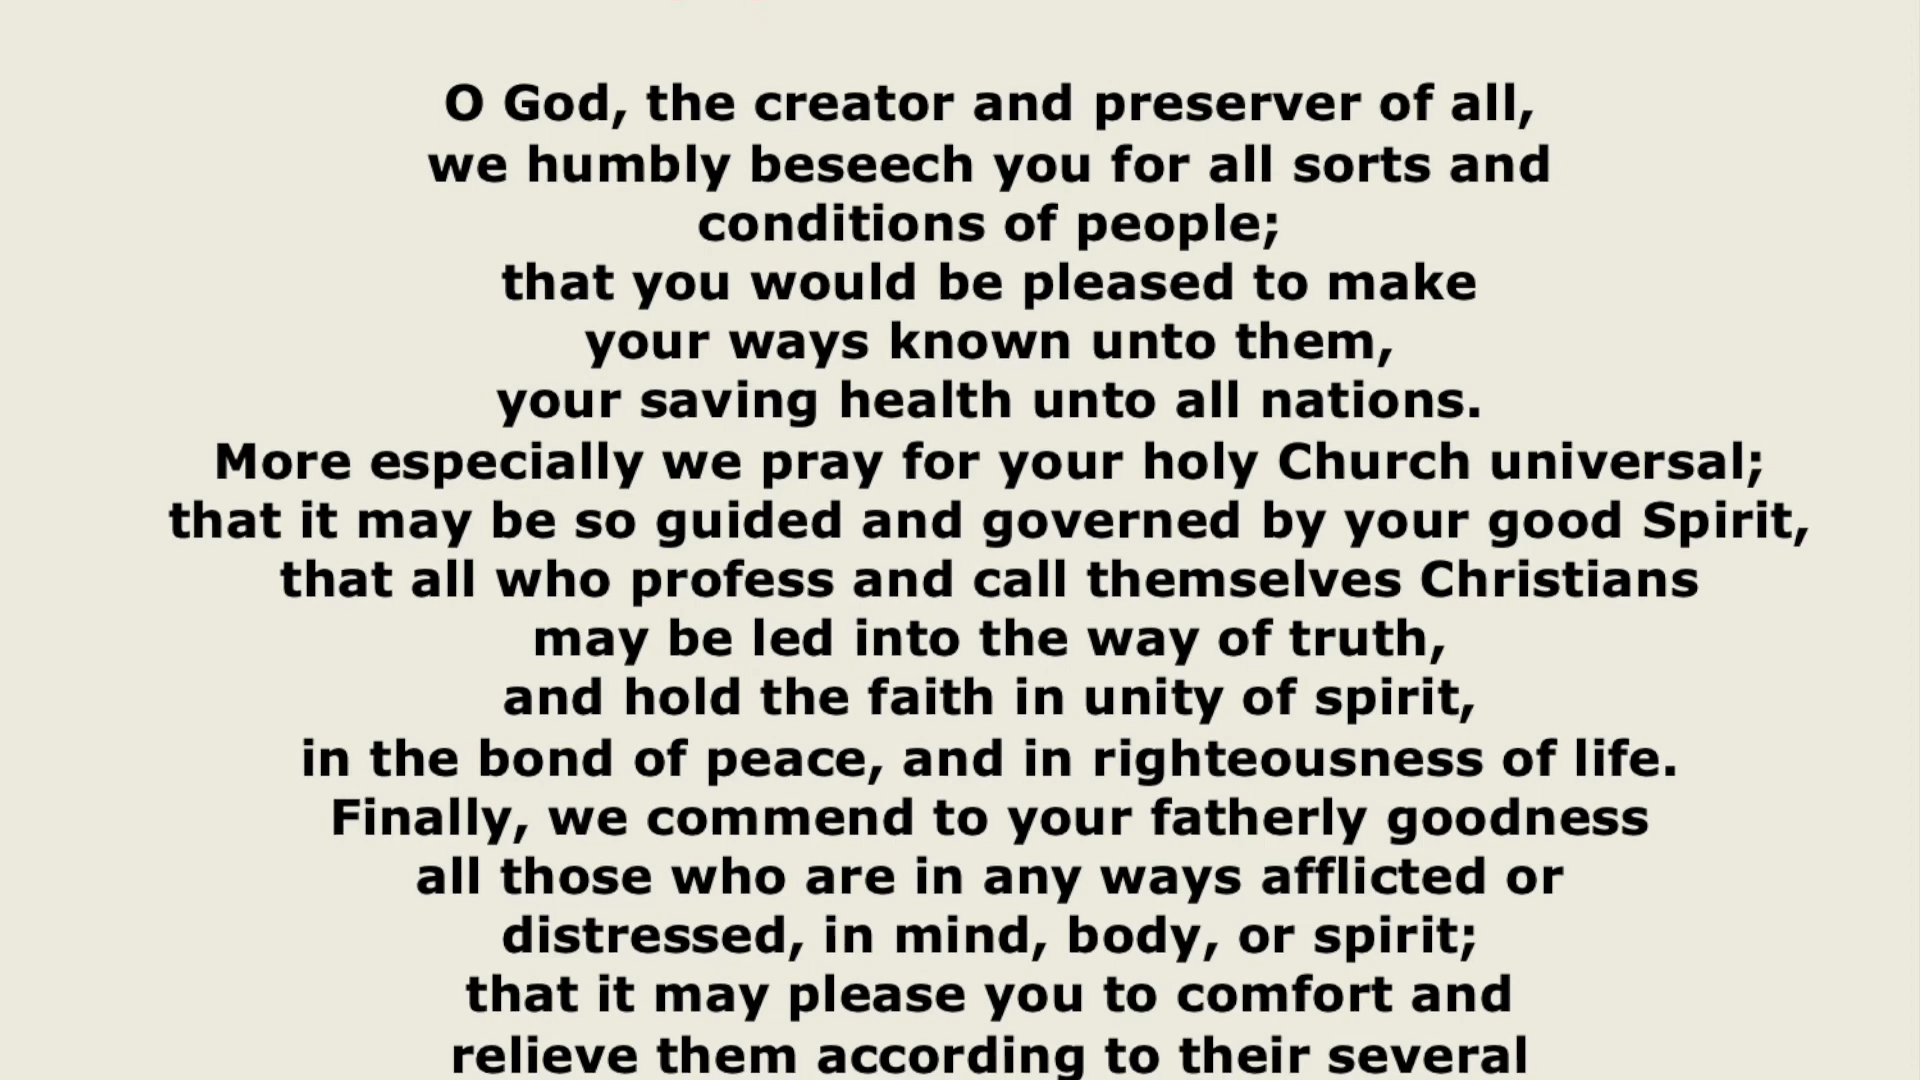 O God, the creator and preserver of all,
we humbly beseech you for all sorts and
conditions of people;
that you would be pleased to make
your ways known unto them,
your saving health unto all nations.
More especially we pray for your holy Church universal;
that it may be so guided and governed by your good Spirit,
that all who profess and call themselves Christians
may be led into the way of truth,
and hold the faith in unity of spirit,
in the bond of peace, and in righteousness of life.
Finally, we commend to your fatherly goodness
all those who are in any ways afflicted or
distressed, in mind, body, or spirit;
that it may please you to comfort and
relieve them according to their several